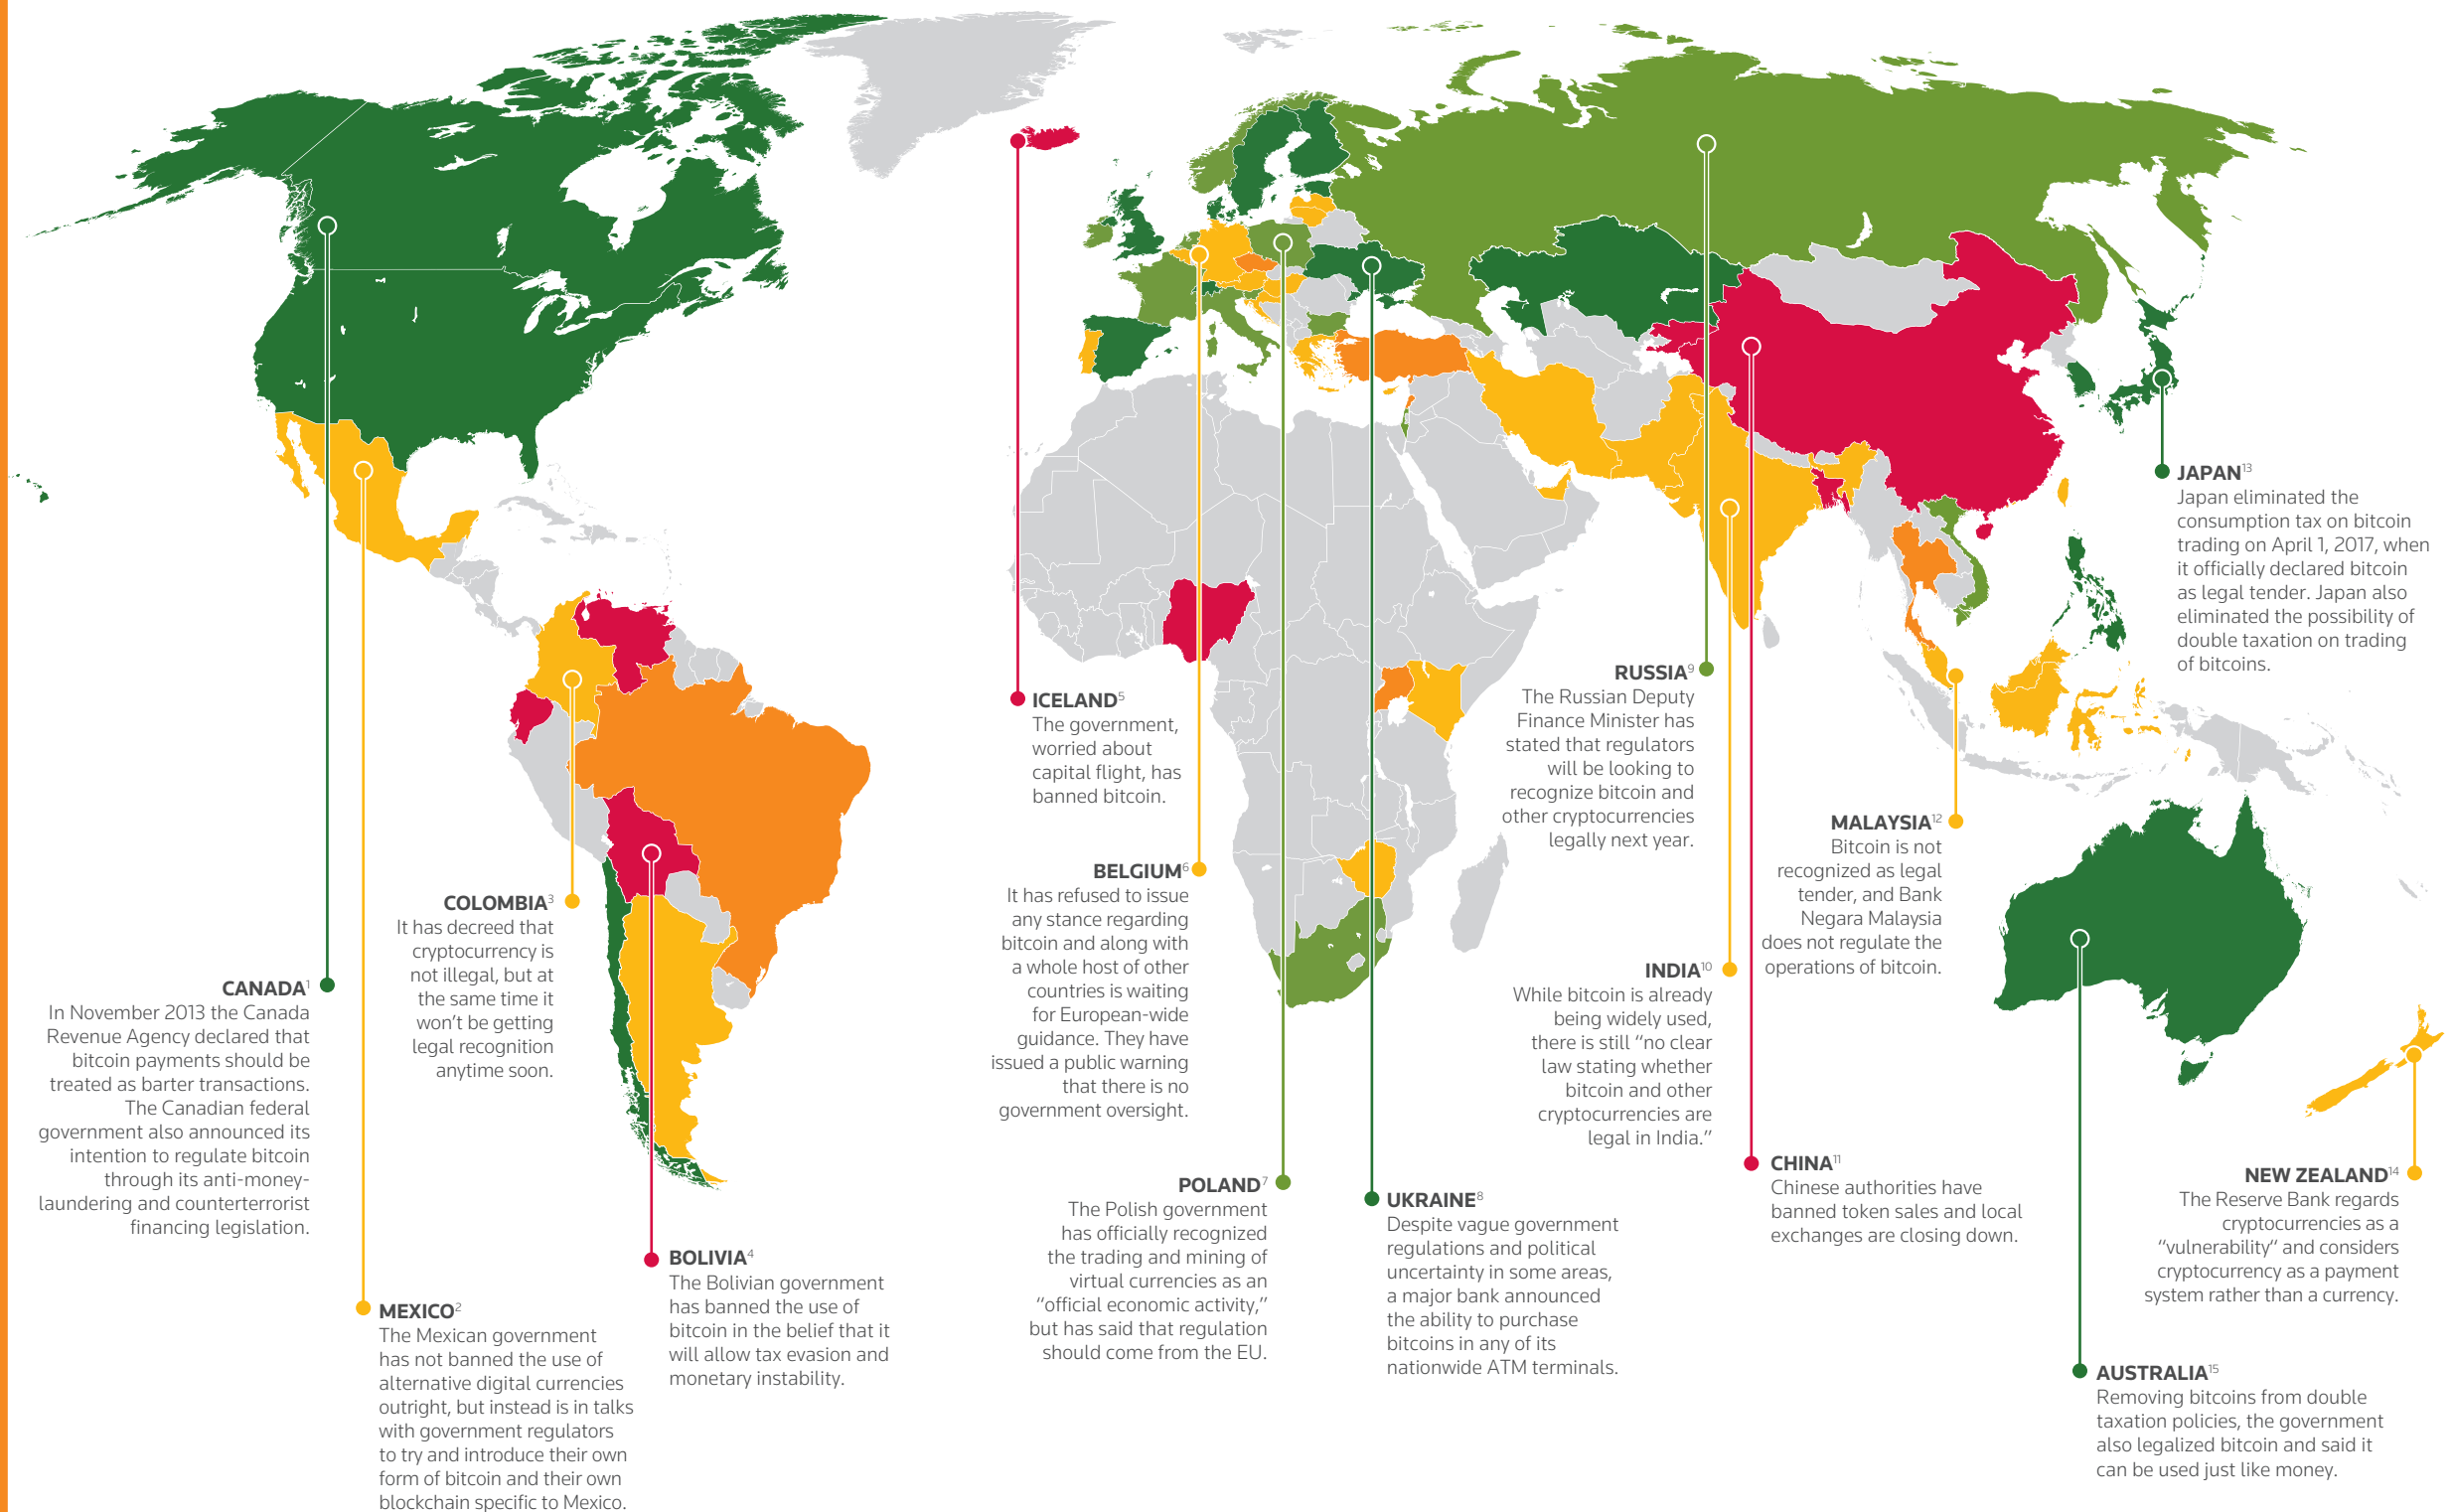 CANADA1
In November 2013 the Canada
Revenue Agency declared that
bitcoin payments should be
treated as barter transactions.
The Canadian federal
government also announced its
intention to regulate bitcoin
through its anti-money-
laundering and counterterrorist
financing legislation.
MEXICO2
The Mexican government
has not banned the use of
alternative digital currencies
outright, but instead is in talks
with government regulators
to try and introduce their own
form of bitcoin and their own
blockchain specific to Mexico.
COLOMBIA3
It has decreed that
cryptocurrency is
not illegal, but at
the same time it
won't be getting
legal recognition
anytime soon.
BOLIVIA4
The Bolivian government
has banned the use of
bitcoin in the belief that it
will allow tax evasion and
monetary instability.
ICELAND5
The government,
worried about
capital flight, has
banned bitcoin.
BELGIUM6
It has refused to issue
any stance regarding
bitcoin and along with
a whole host of other
countries is waiting
for European-wide
guidance. They have
issued a public warning
that there is no
government oversight.
POLAND7
The Polish government
has officially recognized
the trading and mining of
virtual currencies as an
"official economic activity,"
but has said that regulation
should come from the EU.
UKRAINE8
Despite vague government
regulations and political
uncertainty in some areas,
a major bank announced
the ability to purchase
bitcoins in any of its
nationwide ATM terminals.
RUSSIA9
The Russian Deputy
Finance Minister has
stated that regulators
will be looking to
recognize bitcoin and
other cryptocurrencies
legally next year.
INDIA10
While bitcoin is already
being widely used,
there is still "no clear
law stating whether
bitcoin and other
cryptocurrencies are
legal in India."
CHINA11
Chinese authorities have
banned token sales and local
exchanges are closing down.
MALAYSIA12
Bitcoin is not
recognized as legal
tender, and Bank
Negara Malaysia
does not regulate the
operations of bitcoin.
JAPAN13
Japan eliminated the
consumption tax on bitcoin
trading on April 1, 2017, when
it officially declared bitcoin
as legal tender. Japan also
eliminated the possibility of
double taxation on trading
of bitcoins.
NEW ZEALAND14
The Reserve Bank regards
cryptocurrencies as a
"vulnerability" and considers
cryptocurrency as a payment
system rather than a currency.
AUSTRALIA15
Removing bitcoins from double
taxation policies, the government
also legalized bitcoin and said it
can be used just like money.